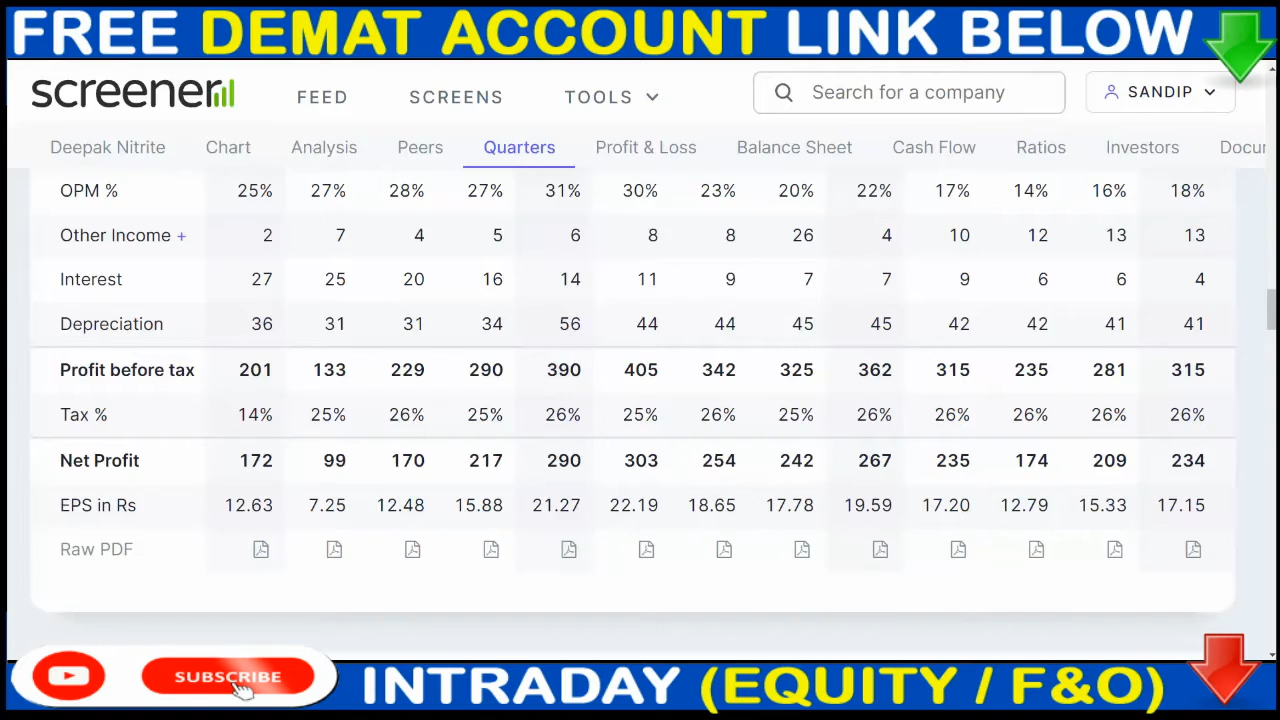 FREE DEMAT ACCOUNT LINK BELOW
screener
FEED SCREENS TOOLS
Search for a company
SANDIP
Deepak Nitrite Chart Analysis Peers Quarters Profit & Loss Balance Sheet Cash Flow Ratios Investors Docu
OPM % 25% 27% 28% 27% 31% 30% 23% 20% 22% 17% 14% 16% 18%
Other Income + 2 7 4 5 6 8 8 26 4 10 12 13 13
Interest 27 25 20 16 14 11 9 7 7 9 6 6 4
Depreciation 36 31 31 34 56 44 44 45 45 42 42 41 41
Profit before tax 201 133 229 290 390 405 342 325 362 315 235 281 315
Tax % 14% 25% 26% 25% 26% 25% 26% 25% 26% 26% 26% 26% 26%
Net Profit 172 99 170 217 290 303 254 242 267 235 174 209 234
EPS in Rs 12.63 7.25 12.48 15.88 21.27 22.19 18.65 17.78 19.59 17.20 12.79 15.33 17.15
Raw PDF
SUBSCRIBE
INTRADAY (EQUITY / F&O)